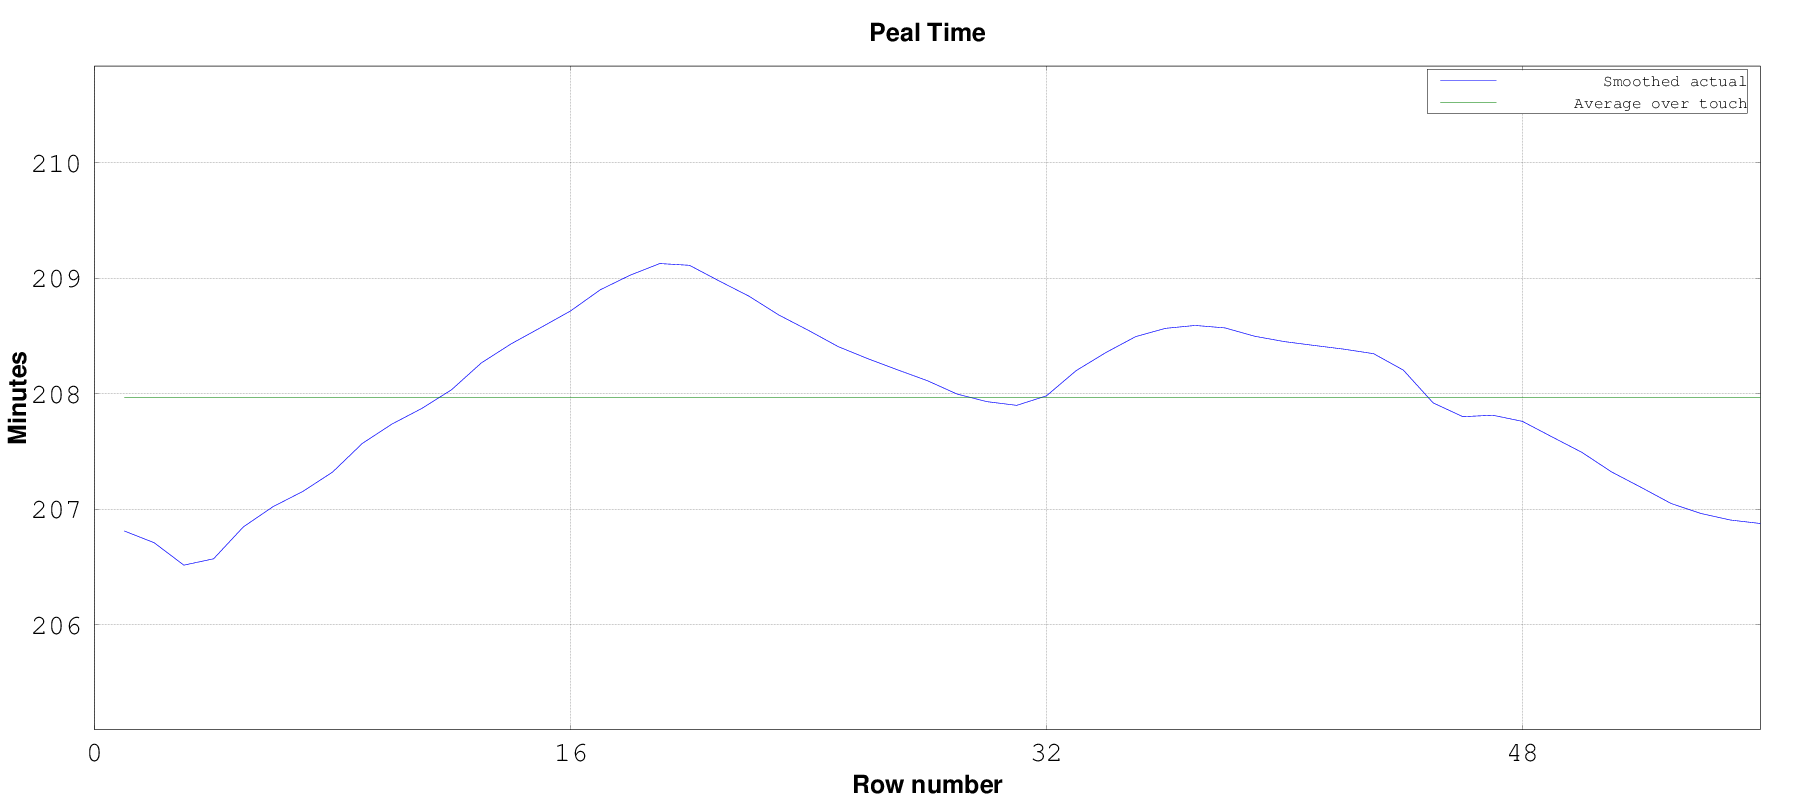 Peal Time
Smoothed actual
Average over touch
210
209
208
207
206
Minutes
0 16 32 48
Row number